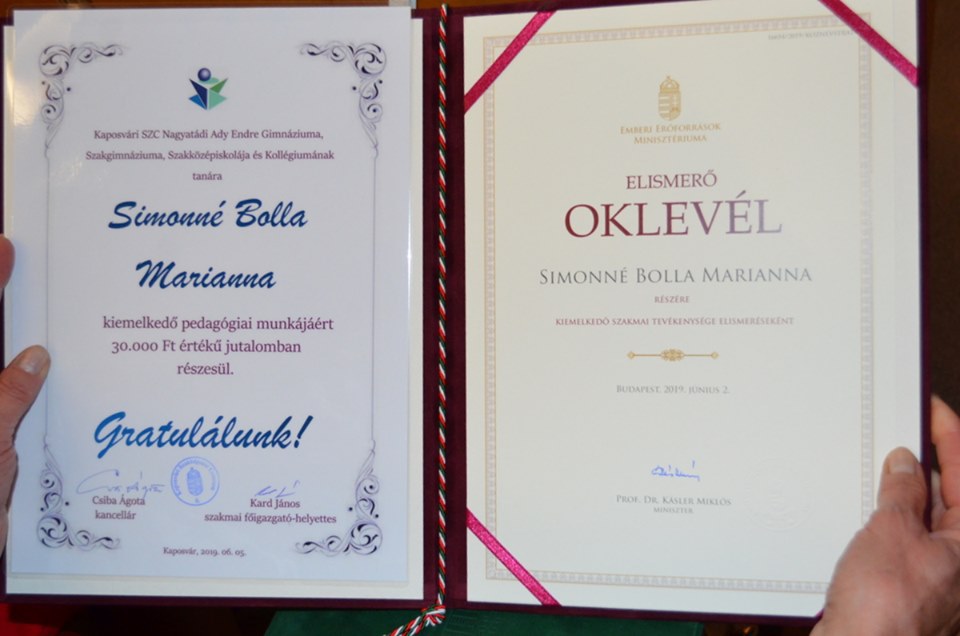 Kaposvári SZC Nagyatádi Ady Endre Gimnáziuma,
Szakgimnáziuma, Szakközépiskolája és Kollégiumának
tanára
Simonné Bolla
Marianna
kiemelkedő pedagógiai munkájáért
30.000 Ft értékű jutalomban
részesül.
Gratulálunk!
Csiba Ágota
kancellár
Kard János
szakmai főigazgató-helyettes
Kaposvár, 2019. 06. 05.
Emberi Erőforrások
Minisztériuma
ELISMERŐ
OKLEVÉL
SIMONNÉ BOLLA MARIANNA
RÉSZÉRE
KIEMELKEDŐ SZAKMAI TEVÉKENYSÉGE ELISMERÉSEKÉNT
BUDAPEST, 2019. JÚNIUS 2.
PROF. DR. KÁSLER MIKLÓS
MINISZTER